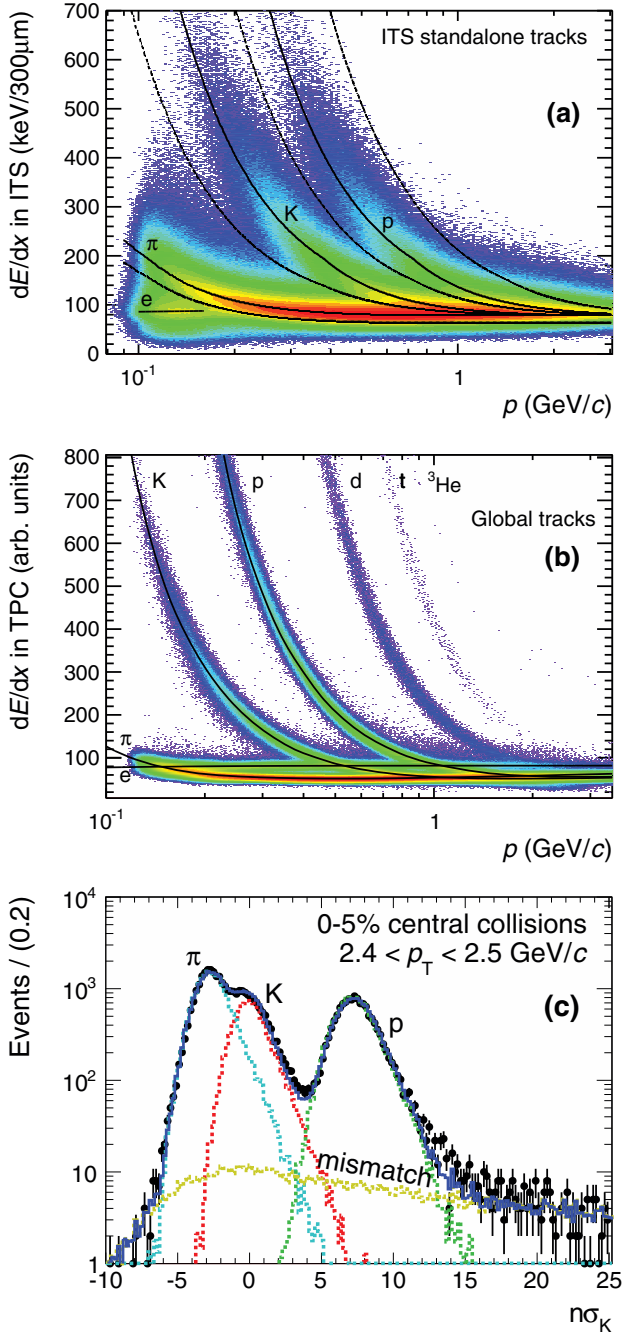 700
600
500
400
300
200
100
0
dE/dx in ITS (keV/300μm)
ITS standalone tracks
(a)
K
p
π
e
10⁻¹
1
p (GeV/c)
800
700
600
500
400
300
200
100
dE/dx in TPC (arb. units)
K
p
d
t
³He
Global tracks
(b)
π
e
10⁻¹
1
p (GeV/c)
10⁴
10³
10²
10
1
Events / (0.2)
0-5% central collisions
2.4 < p_T < 2.5 GeV/c
π
K
p
(c)
mismatch
-10 -5 0 5 10 15 20 25
nσ_K